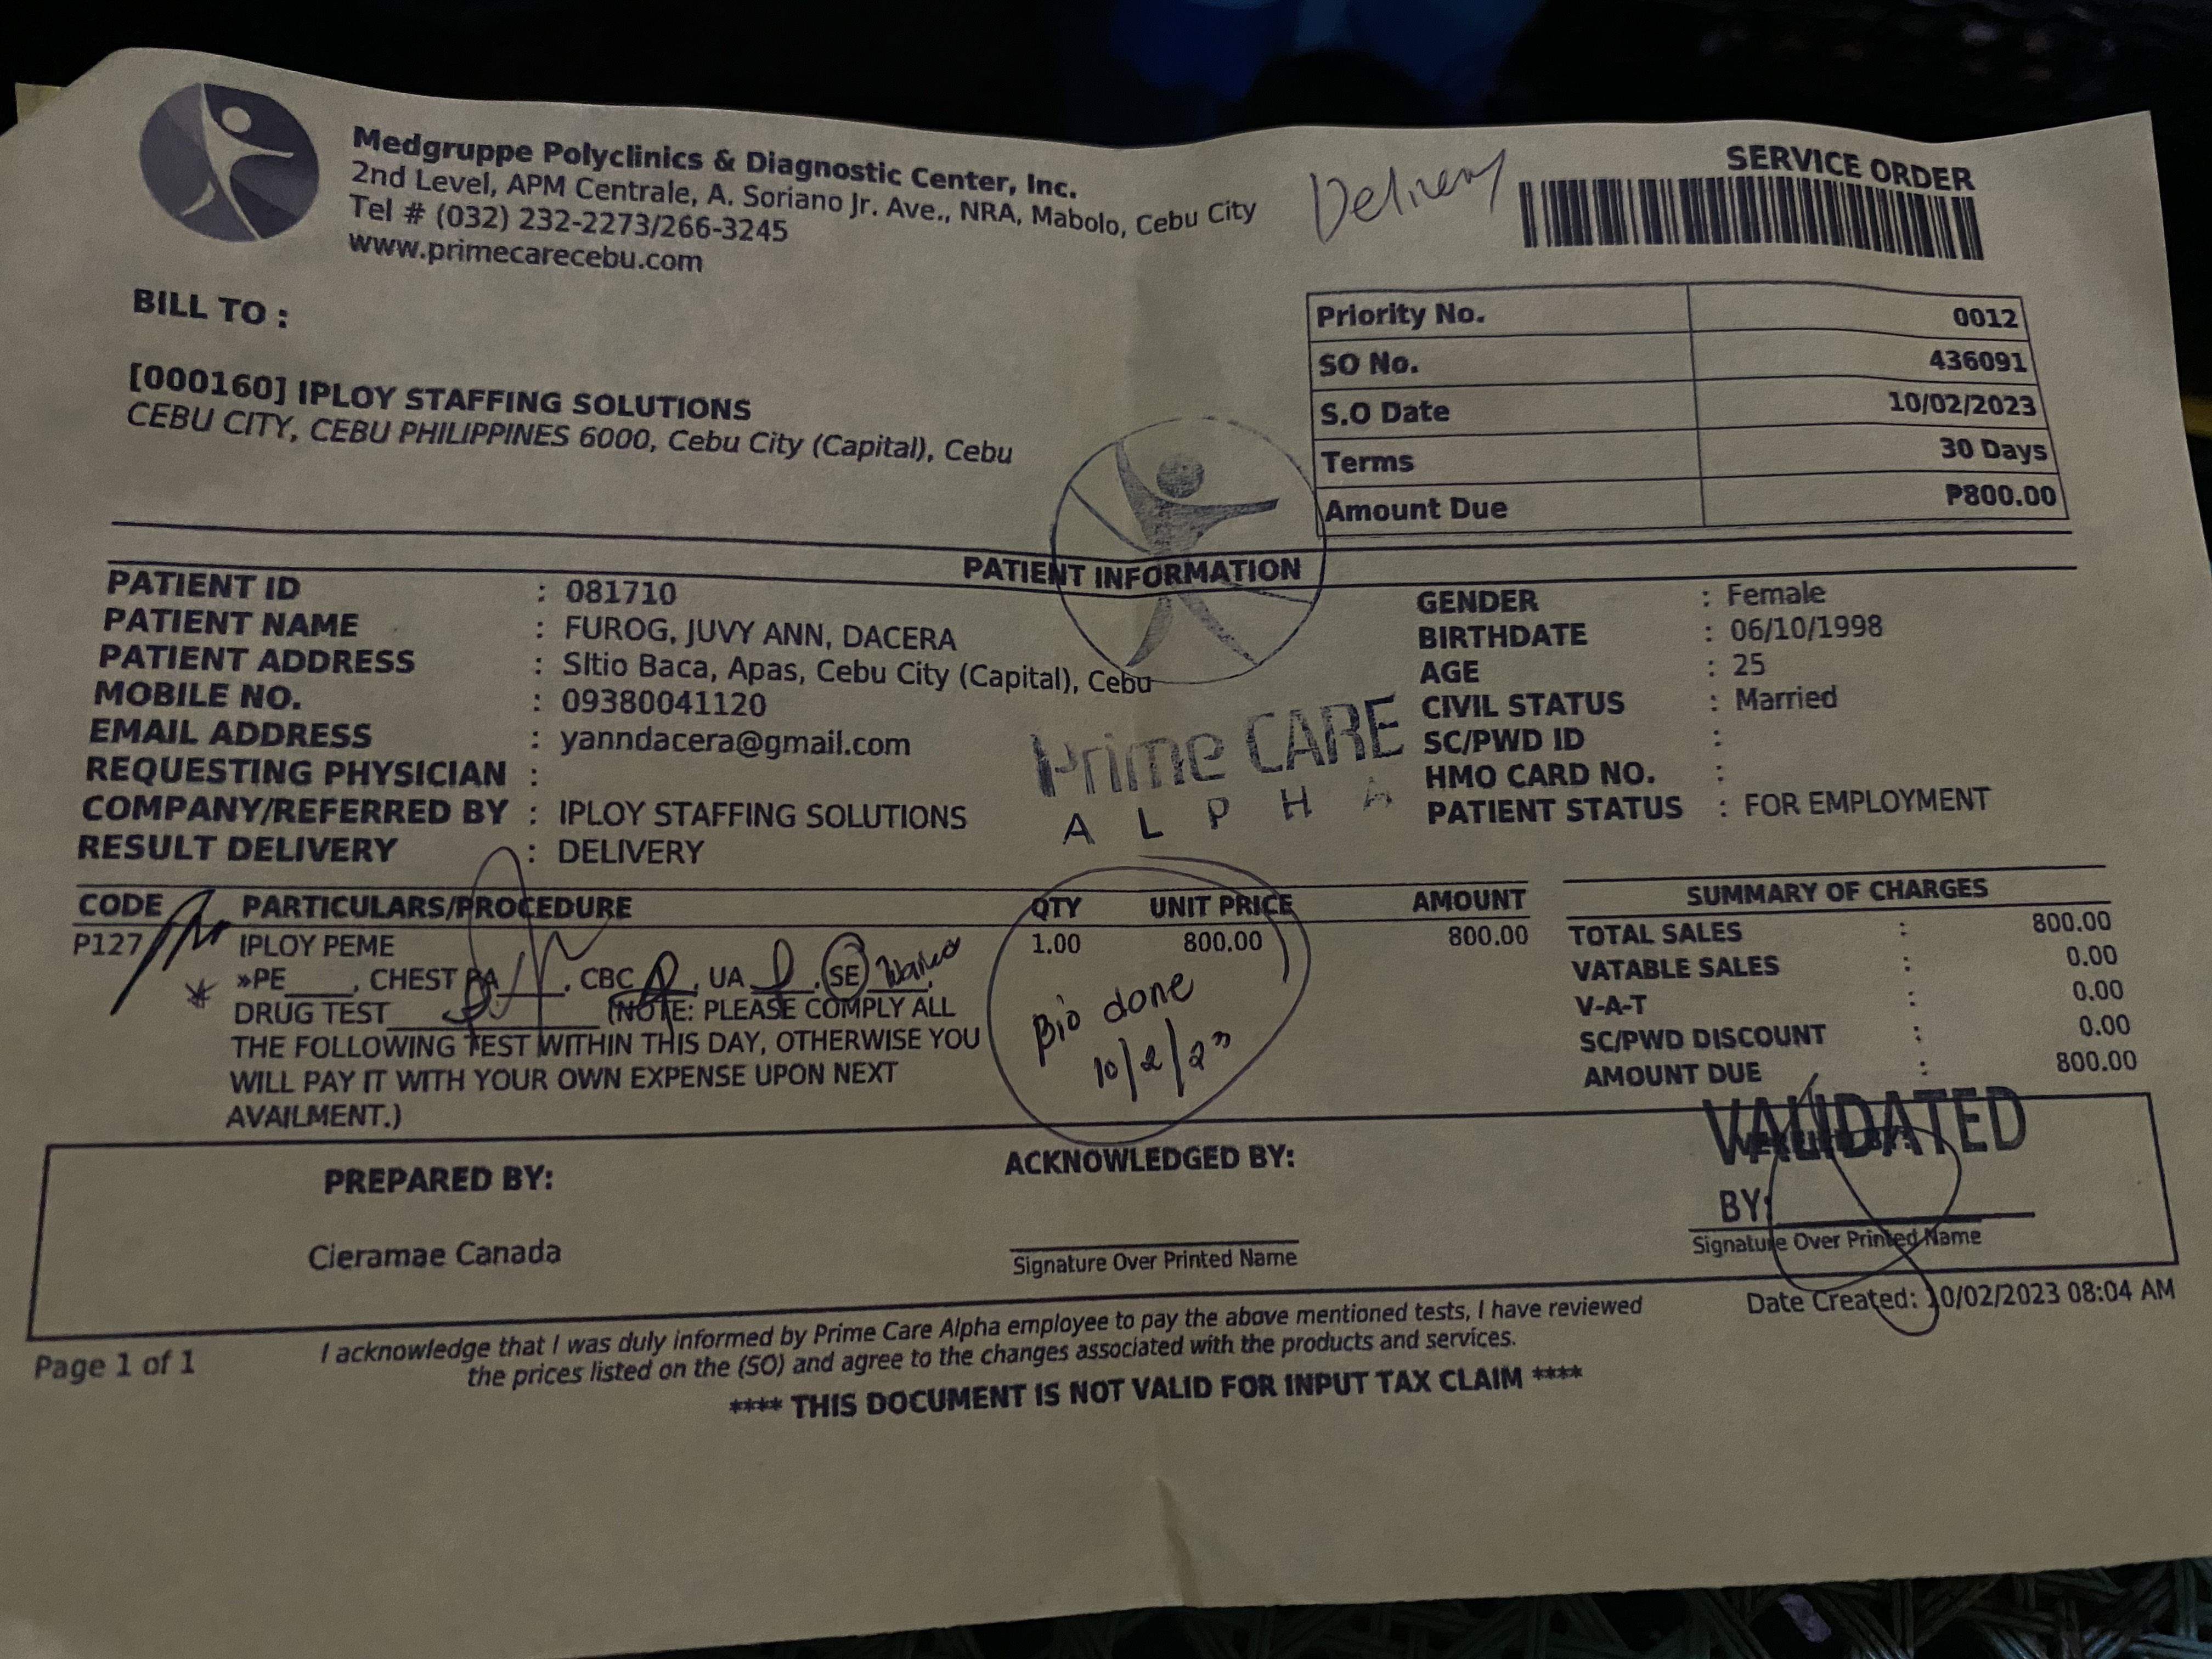 Medgruppe Polyclinics & Diagnostic Center, Inc.
2nd Level, APM Centrale, A. Soriano Jr. Ave., NRA, Mabolo, Cebu City
Tel # (032) 232-2273/266-3245
www.primecarecebu.com
Delivery
SERVICE ORDER
BILL TO :
[000160] IPLOY STAFFING SOLUTIONS
CEBU CITY, CEBU PHILIPPINES 6000, Cebu City (Capital), Cebu
Priority No. 0012
SO No. 436091
S.O Date 10/02/2023
Terms 30 Days
Amount Due ₱800.00
PATIENT INFORMATION
PATIENT ID : 081710
PATIENT NAME : FUROG, JUVY ANN, DACERA
PATIENT ADDRESS : SItio Baca, Apas, Cebu City (Capital), Cebu
MOBILE NO. : 09380041120
EMAIL ADDRESS : yanndacera@gmail.com
REQUESTING PHYSICIAN :
COMPANY/REFERRED BY : IPLOY STAFFING SOLUTIONS
RESULT DELIVERY : DELIVERY
GENDER : Female
BIRTHDATE : 06/10/1998
AGE : 25
CIVIL STATUS : Married
SC/PWD ID :
HMO CARD NO. :
PATIENT STATUS : FOR EMPLOYMENT
Prime CARE
ALPHA
CODE PARTICULARS/PROCEDURE QTY UNIT PRICE AMOUNT
P127 IPLOY PEME 1.00 800.00 800.00
»PE____, CHEST PA____, CBC____, UA____, SE____,
DRUG TEST____ (NOTE: PLEASE COMPLY ALL
THE FOLLOWING TEST WITHIN THIS DAY, OTHERWISE YOU
WILL PAY IT WITH YOUR OWN EXPENSE UPON NEXT
AVAILMENT.)
Bio done
10/2/23
SUMMARY OF CHARGES
TOTAL SALES : 800.00
VATABLE SALES : 0.00
V-A-T : 0.00
SC/PWD DISCOUNT : 0.00
AMOUNT DUE : 800.00
PREPARED BY:
Cieramae Canada
ACKNOWLEDGED BY:
Signature Over Printed Name
VALIDATED
BY:
Signature Over Printed Name
Date Created: 10/02/2023 08:04 AM
Page 1 of 1
I acknowledge that I was duly informed by Prime Care Alpha employee to pay the above mentioned tests, I have reviewed
the prices listed on the (SO) and agree to the changes associated with the products and services.
**** THIS DOCUMENT IS NOT VALID FOR INPUT TAX CLAIM ****